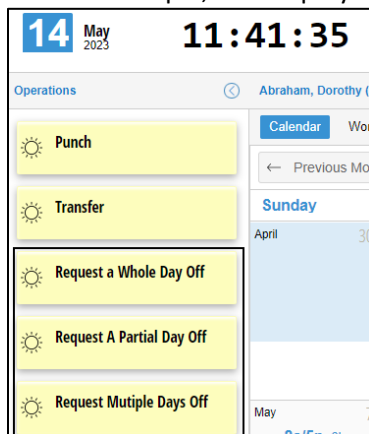 14 May 2023 11:41:35
Operations
Abraham, Dorothy (
Punch
Calendar
← Previous Mo
Transfer
Sunday
April 30
Request a Whole Day Off
Request A Partial Day Off
Request Mutiple Days Off
May